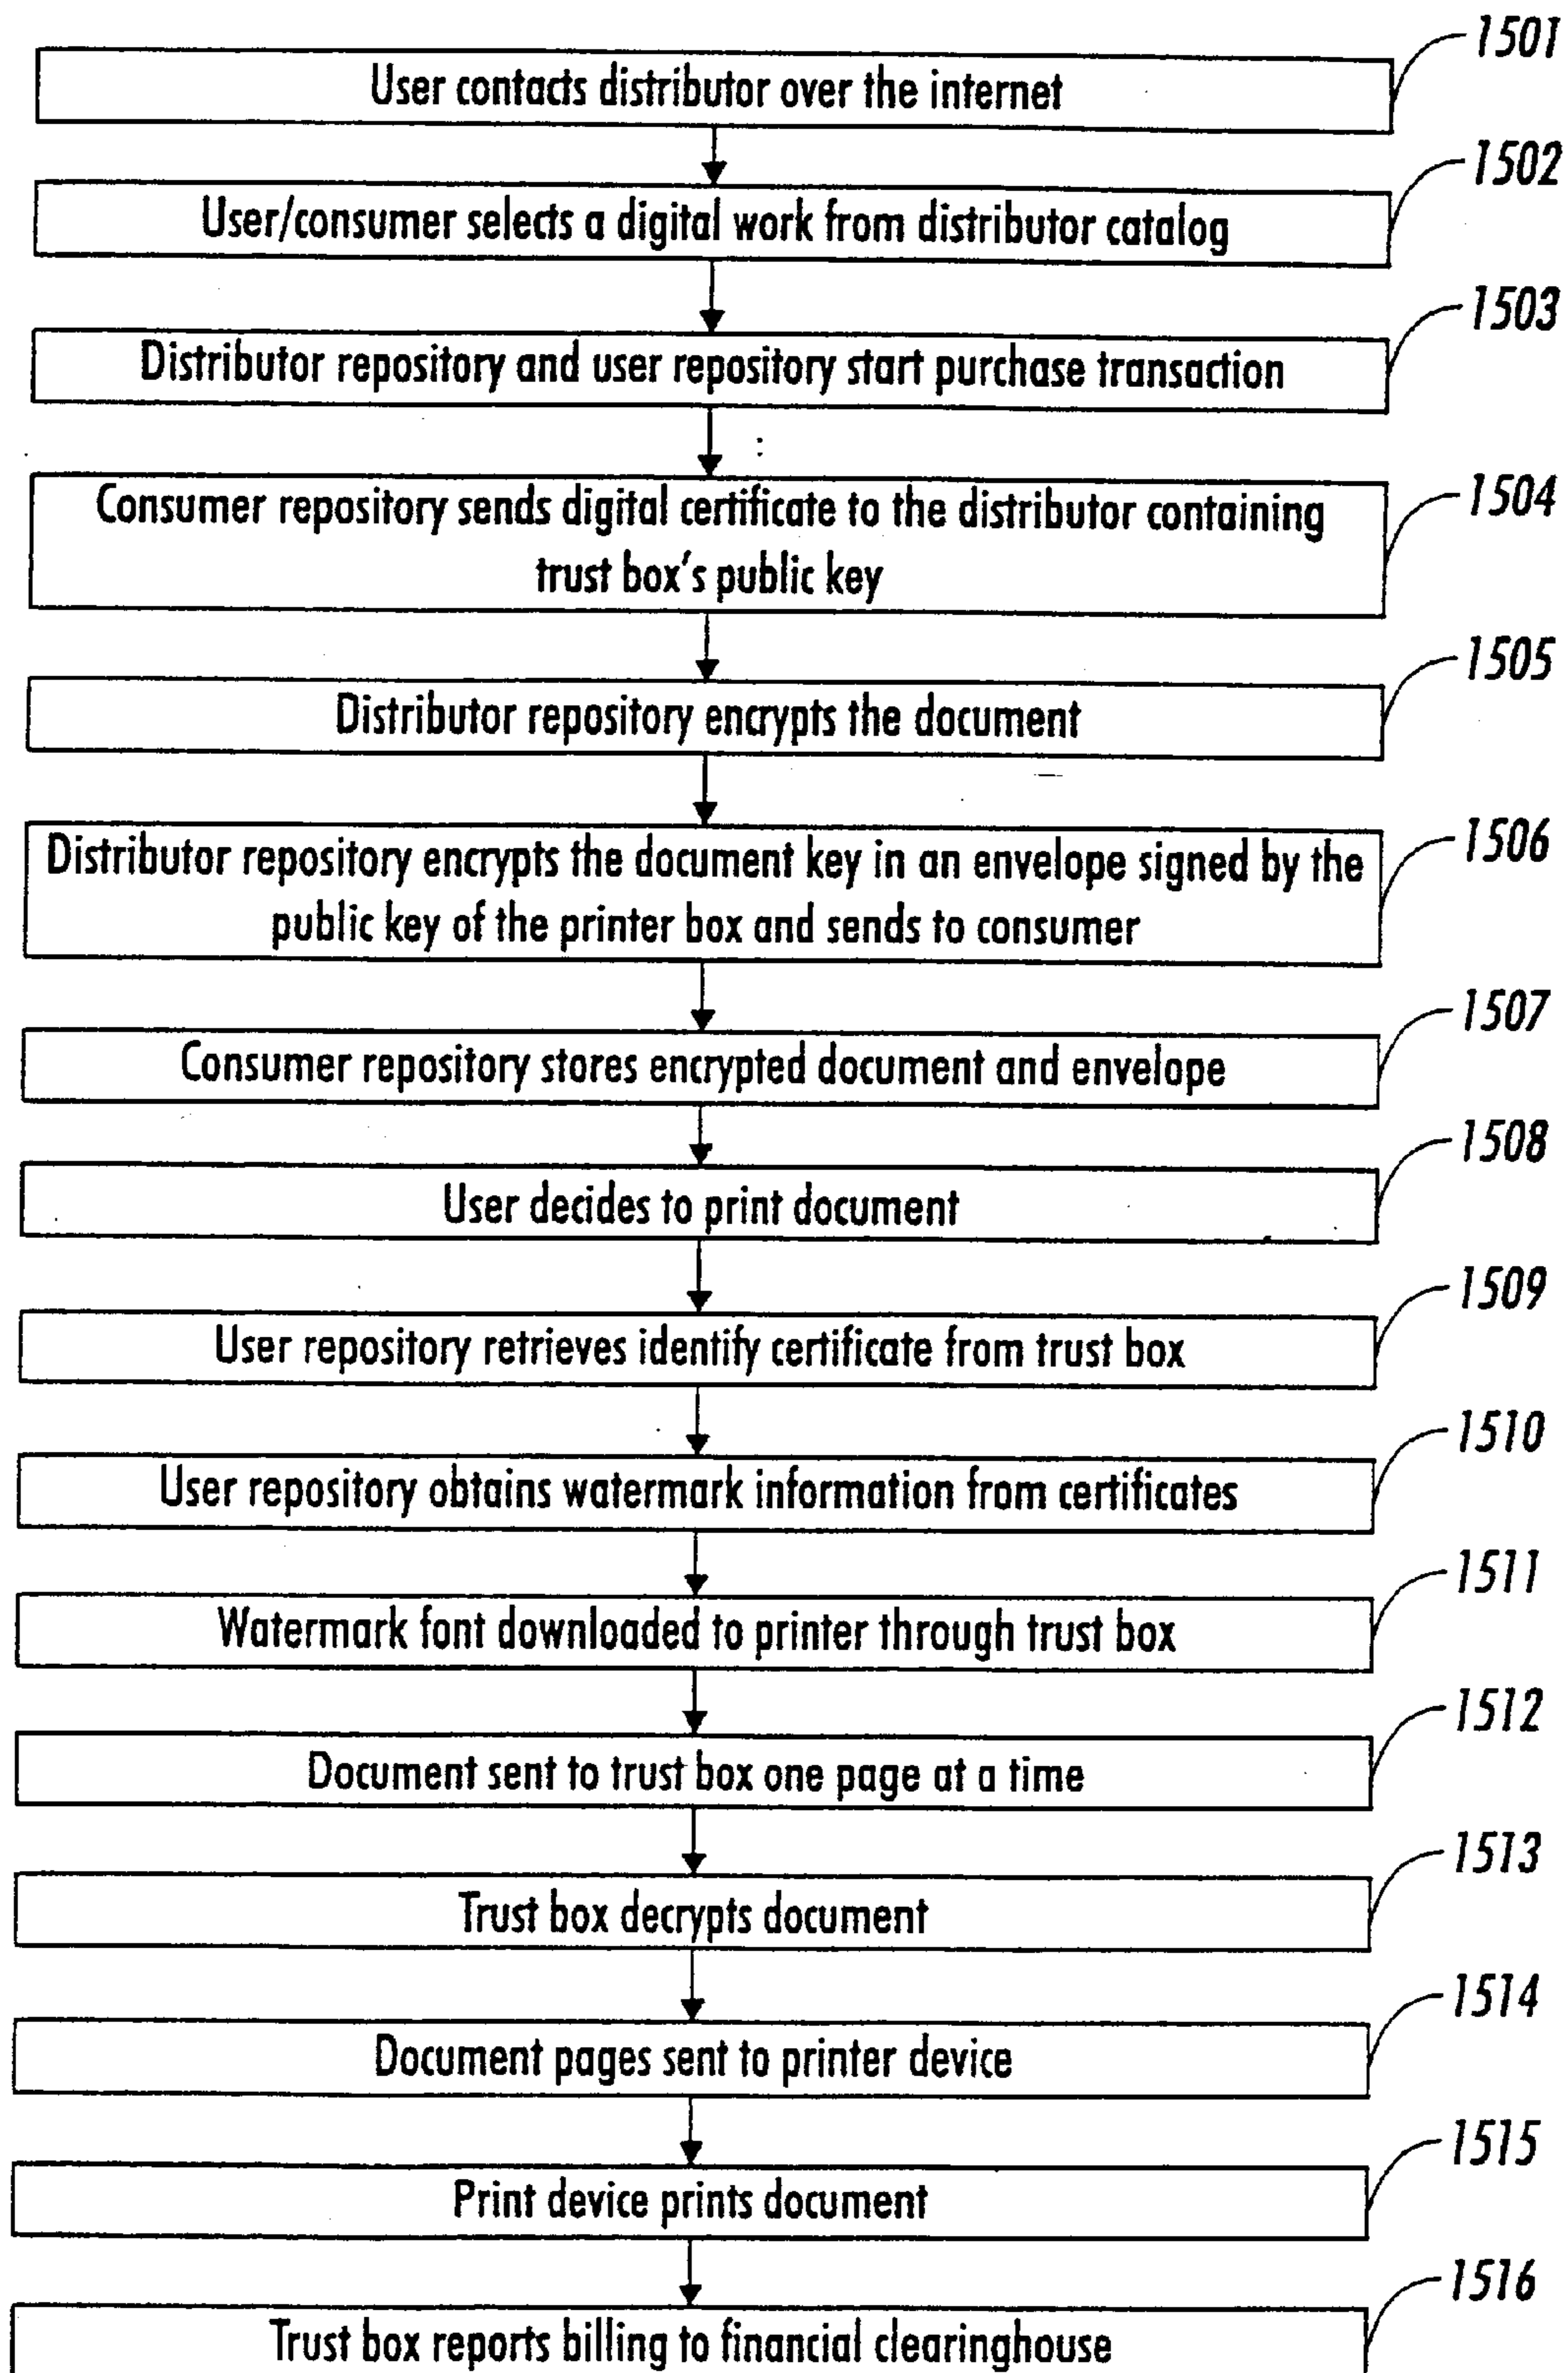 1501
User contacts distributor over the internet
1502
User/consumer selects a digital work from distributor catalog
1503
Distributor repository and user repository start purchase transaction
1504
Consumer repository sends digital certificate to the distributor containing
trust box's public key
1505
Distributor repository encrypts the document
1506
Distributor repository encrypts the document key in an envelope signed by the
public key of the printer box and sends to consumer
1507
Consumer repository stores encrypted document and envelope
1508
User decides to print document
1509
User repository retrieves identify certificate from trust box
1510
User repository obtains watermark information from certificates
1511
Watermark font downloaded to printer through trust box
1512
Document sent to trust box one page at a time
1513
Trust box decrypts document
1514
Document pages sent to printer device
1515
Print device prints document
1516
Trust box reports billing to financial clearinghouse